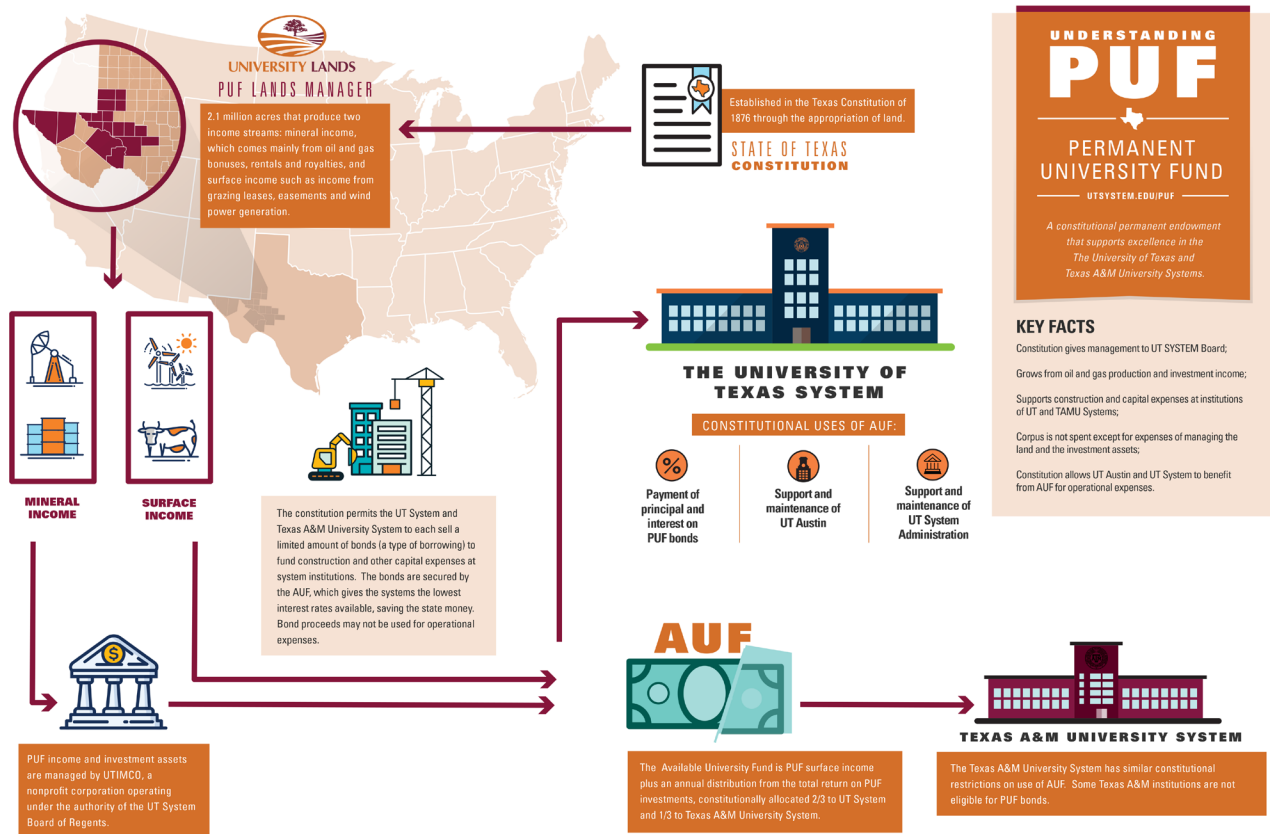 UNIVERSITY LANDS
PUF LANDS MANAGER
2.1 million acres that produce two
income streams: mineral income,
which comes mainly from oil and gas
bonuses, rentals and royalties, and
surface income such as income from
grazing leases, easements and wind
power generation.
Established in the Texas Constitution of
1876 through the appropriation of land.
STATE OF TEXAS
CONSTITUTION
UNDERSTANDING
PUF
PERMANENT
UNIVERSITY FUND
UTSYSTEM.EDU/PUF
A constitutional permanent endowment
that supports excellence in the
The University of Texas and
Texas A&M University Systems.
KEY FACTS
Constitution gives management to UT SYSTEM Board;
Grows from oil and gas production and investment income;
Supports construction and capital expenses at institutions
of UT and TAMU Systems;
Corpus is not spent except for expenses of managing the
land and the investment assets;
Constitution allows UT Austin and UT System to benefit
from AUF for operational expenses.
MINERAL
INCOME
SURFACE
INCOME
The constitution permits the UT System and
Texas A&M University System to each sell a
limited amount of bonds (a type of borrowing) to
fund construction and other capital expenses at
system institutions. The bonds are secured by
the AUF, which gives the systems the lowest
interest rates available, saving the state money.
Bond proceeds may not be used for operational
expenses.
THE UNIVERSITY OF
TEXAS SYSTEM
CONSTITUTIONAL USES OF AUF:
%
Payment of
principal and
interest on
PUF bonds
Support and
maintenance of
UT Austin
Support and
maintenance of
UT System
Administration
$
PUF income and investment assets
are managed by UTIMCO, a
nonprofit corporation operating
under the authority of the UT System
Board of Regents.
AUF
The Available University Fund is PUF surface income
plus an annual distribution from the total return on PUF
investments, constitutionally allocated 2/3 to UT System
and 1/3 to Texas A&M University System.
TEXAS A&M UNIVERSITY SYSTEM
The Texas A&M University System has similar constitutional
restrictions on use of AUF. Some Texas A&M institutions are not
eligible for PUF bonds.